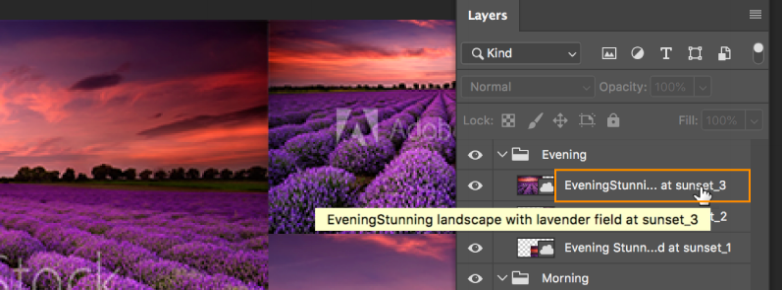 Layers
Kind
Normal Opacity: 100%
Lock: Fill: 100%
Evening
EveningStunni... at sunset_3
EveningStunning landscape with lavender field at sunset_3
_2
Evening Stunn...d at sunset_1
Morning
Adob
Stock